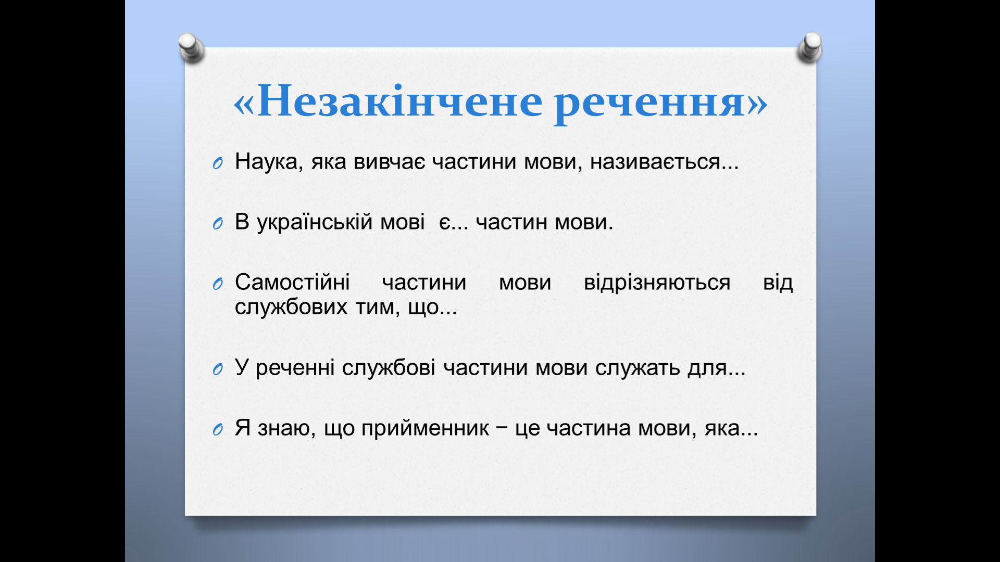 «Незакінчене речення»
Наука, яка вивчає частини мови, називається...
В українській мові є... частин мови.
Самостійні частини мови відрізняються від
службових тим, що...
У реченні службові частини мови служать для...
Я знаю, що прийменник – це частина мови, яка...